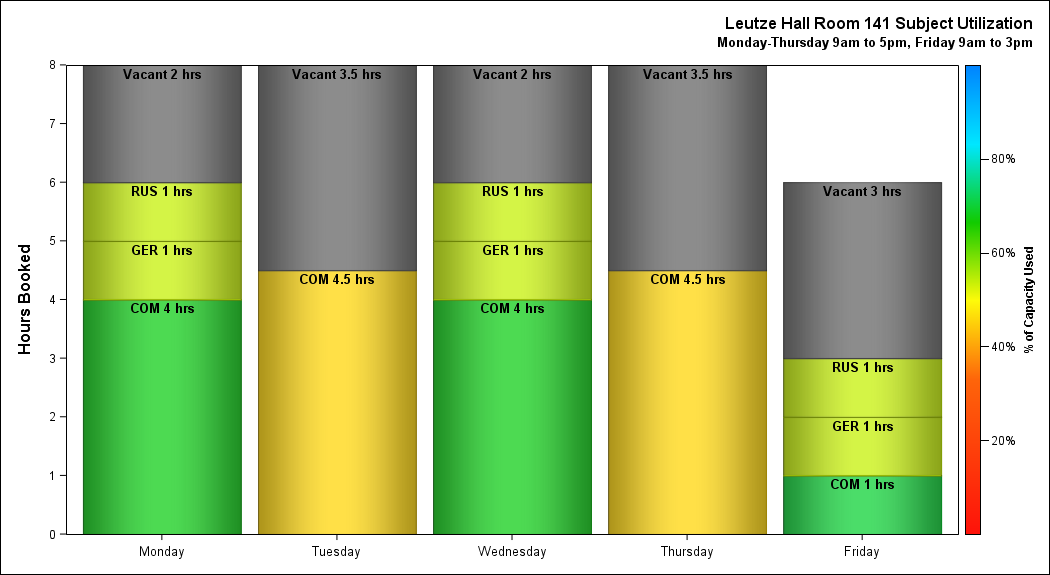 Leutze Hall Room 141 Subject Utilization
Monday-Thursday 9am to 5pm, Friday 9am to 3pm
Hours Booked
8
7
6
5
4
3
2
1
0
Vacant 2 hrs
RUS 1 hrs
GER 1 hrs
COM 4 hrs
Vacant 3.5 hrs
COM 4.5 hrs
Vacant 2 hrs
RUS 1 hrs
GER 1 hrs
COM 4 hrs
Vacant 3.5 hrs
COM 4.5 hrs
Vacant 3 hrs
RUS 1 hrs
GER 1 hrs
COM 1 hrs
Monday
Tuesday
Wednesday
Thursday
Friday
80%
60%
40%
20%
% of Capacity Used